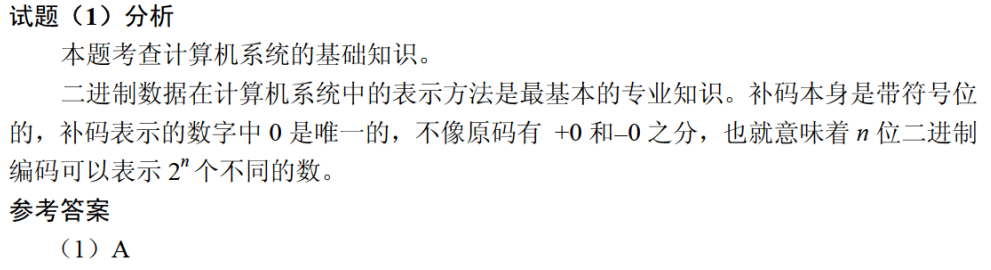 试题（1）分析
本题考查计算机系统的基础知识。
二进制数据在计算机系统中的表示方法是最基本的专业知识。补码本身是带符号位
的，补码表示的数字中 0 是唯一的，不像原码有 +0 和–0 之分，也就意味着 n 位二进制
编码可以表示 2ⁿ 个不同的数。
参考答案
（1）A